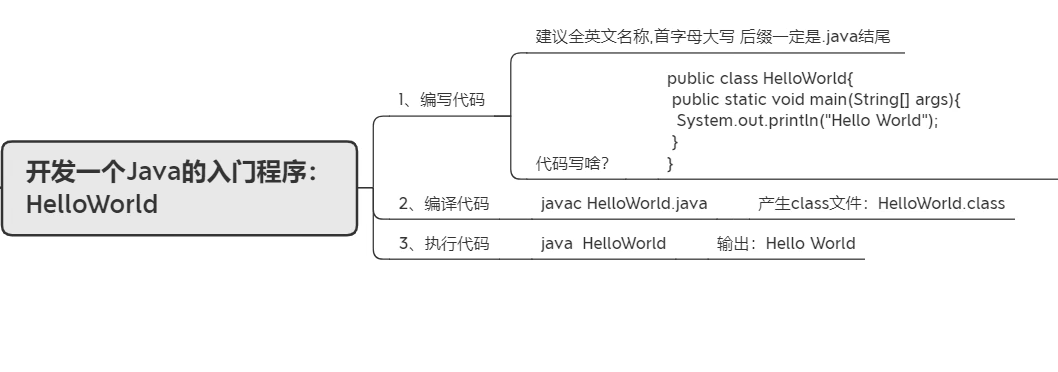 开发一个Java的入门程序：
HelloWorld
1、编写代码
建议全英文名称,首字母大写 后缀一定是.java结尾
代码写啥？
public class HelloWorld{
public static void main(String[] args){
System.out.println("Hello World");
}
}
2、编译代码
javac HelloWorld.java
产生class文件：HelloWorld.class
3、执行代码
java  HelloWorld
输出：Hello World